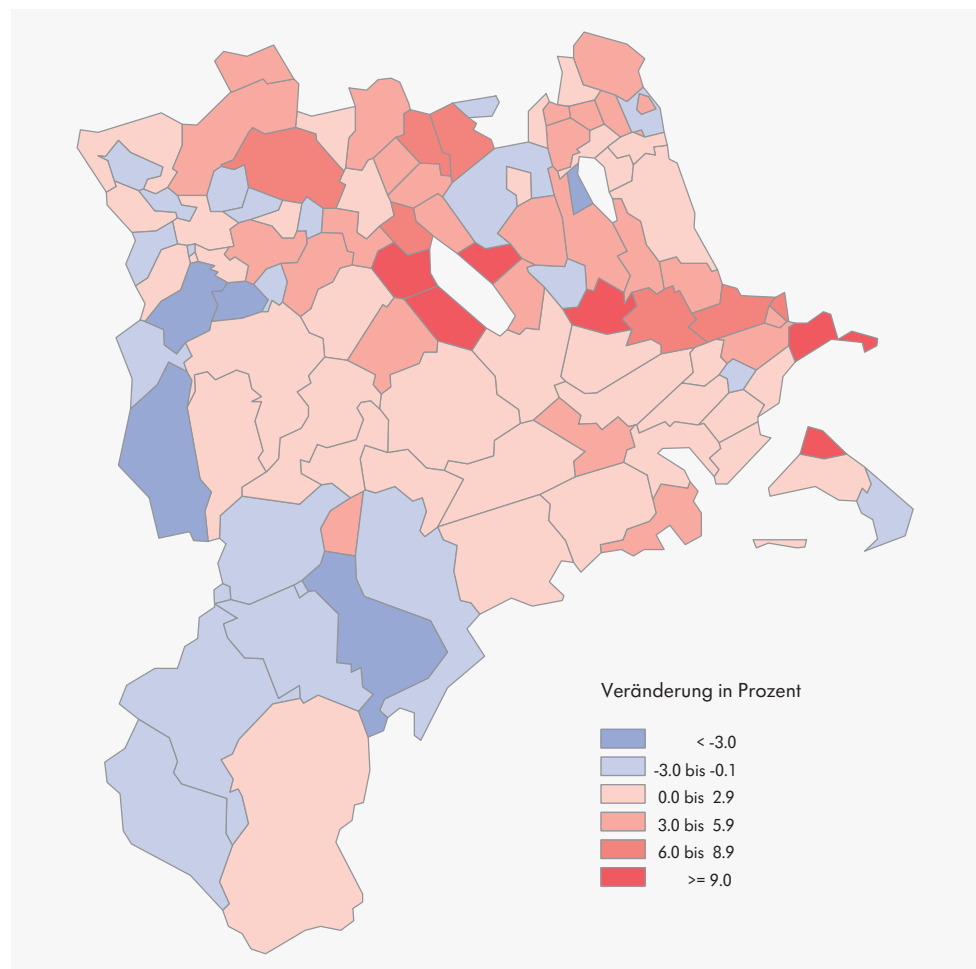 Veränderung in Prozent
< -3.0
-3.0 bis -0.1
0.0 bis 2.9
3.0 bis 5.9
6.0 bis 8.9
>= 9.0